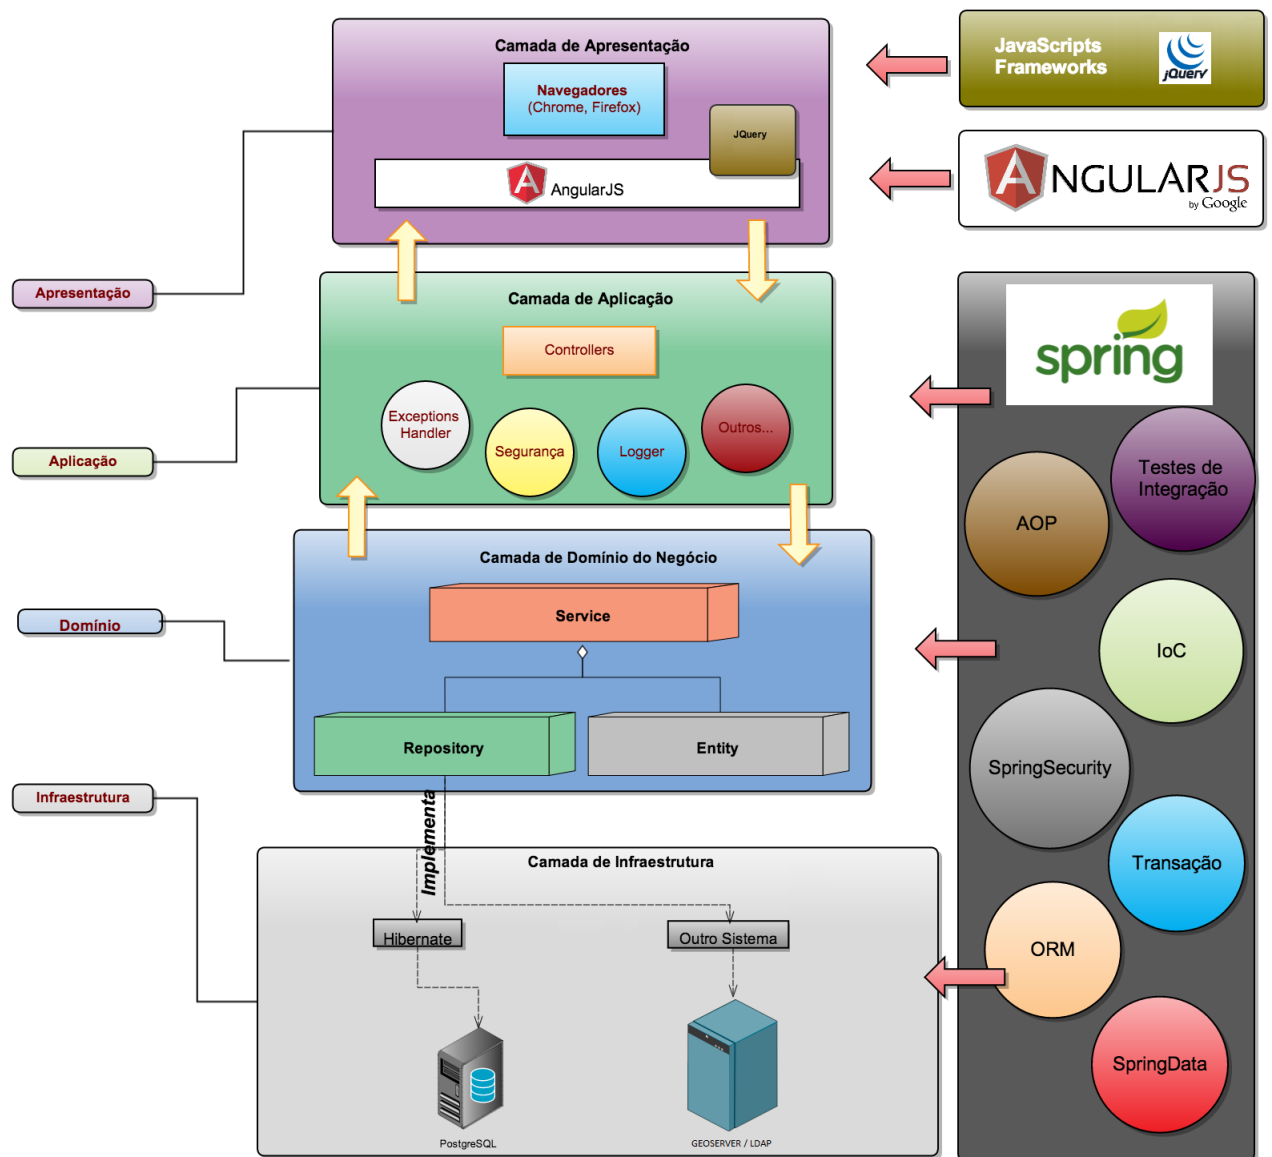 Camada de Apresentação
Navegadores
(Chrome, Firefox)
JQuery
AngularJS
JavaScripts
Frameworks
jQuery
ANGULARJS
by Google
Apresentação
Camada de Aplicação
Controllers
Exceptions
Handler
Segurança
Logger
Outros...
Aplicação
spring
Testes de
Integração
AOP
IoC
SpringSecurity
Transação
ORM
SpringData
Camada de Domínio do Negócio
Service
Repository
Entity
Domínio
Implementa
Infraestrutura
Camada de Infraestrutura
Hibernate
Outro Sistema
PostgreSQL
GEOSERVER / LDAP